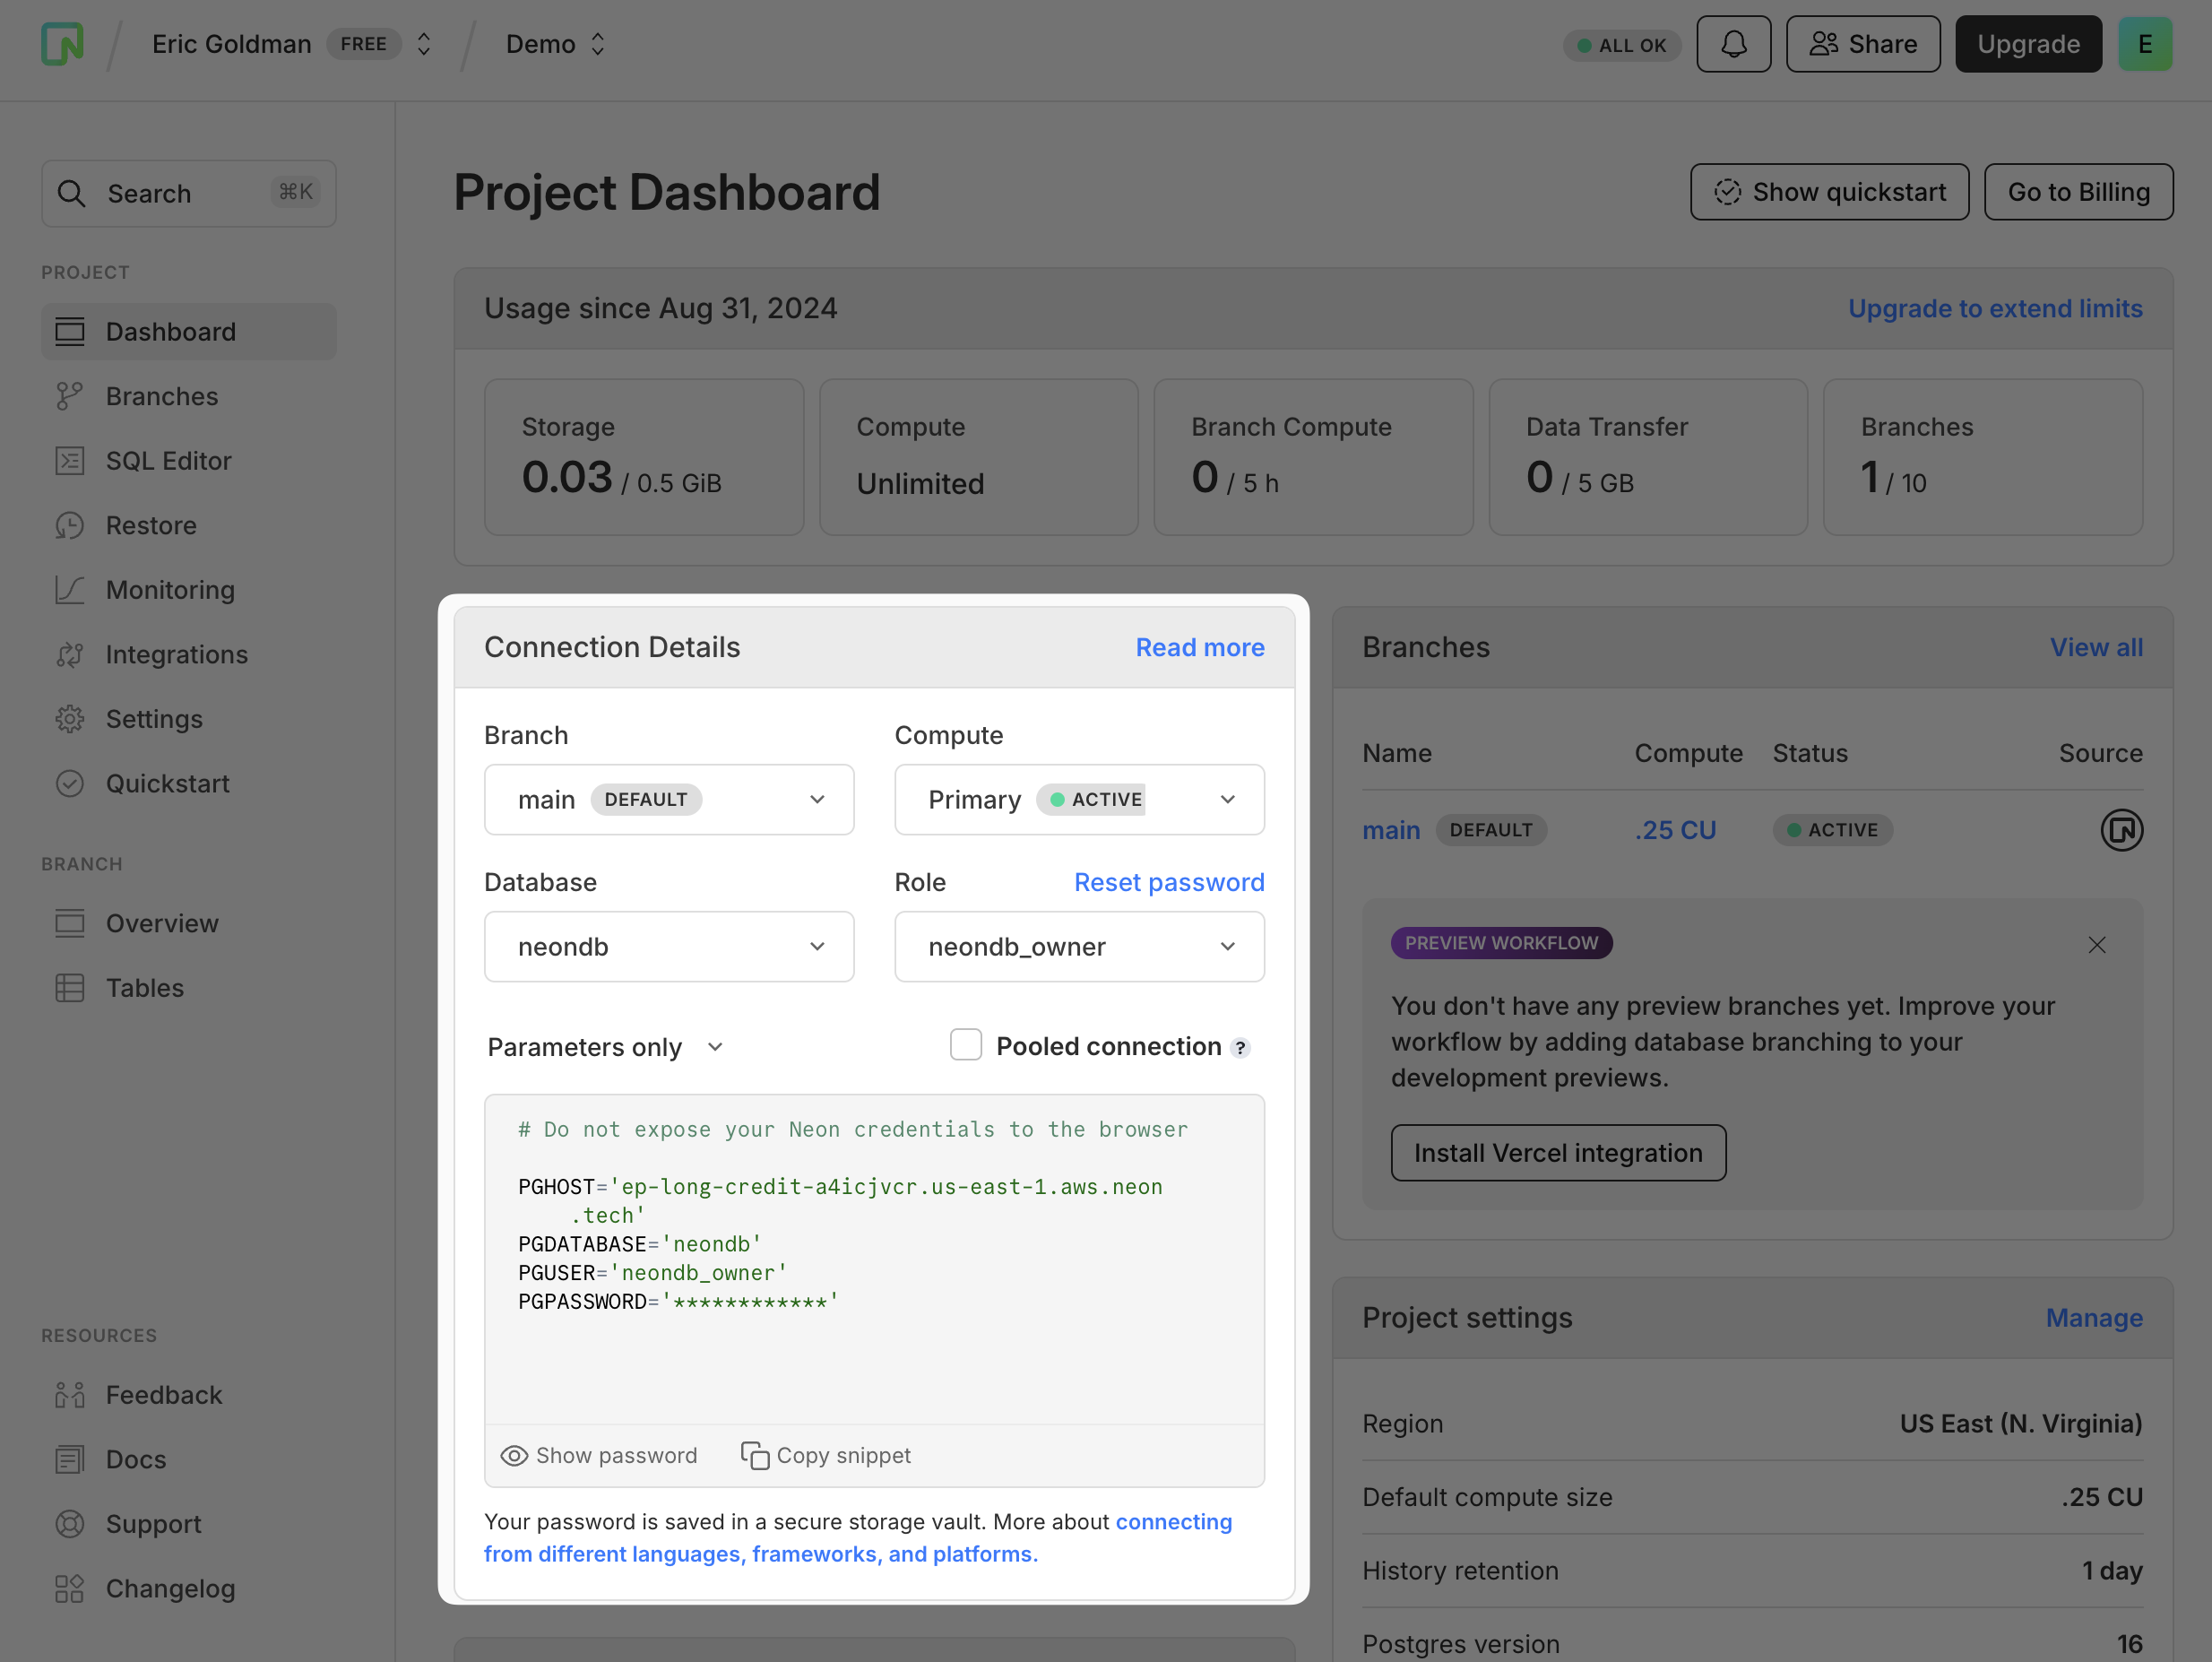 Eric Goldman FREE
Demo
ALL OK
Share
Upgrade
E
Search ⌘K
PROJECT
Dashboard
Branches
SQL Editor
Restore
Monitoring
Integrations
Settings
Quickstart
BRANCH
Overview
Tables
RESOURCES
Feedback
Docs
Support
Changelog
Project Dashboard
Show quickstart
Go to Billing
Usage since Aug 31, 2024
Upgrade to extend limits
Storage
0.03 / 0.5 GiB
Compute
Unlimited
Branch Compute
0 / 5 h
Data Transfer
0 / 5 GB
Branches
1 / 10
Connection Details
Read more
Branch
main DEFAULT
Compute
Primary ACTIVE
Database
neondb
Role
Reset password
neondb_owner
Parameters only
Pooled connection ?
# Do not expose your Neon credentials to the browser
PGHOST='ep-long-credit-a4icjvcr.us-east-1.aws.neon
.tech'
PGDATABASE='neondb'
PGUSER='neondb_owner'
PGPASSWORD='************'
Show password
Copy snippet
Your password is saved in a secure storage vault. More about connecting
from different languages, frameworks, and platforms.
Branches
View all
Name Compute Status Source
main DEFAULT .25 CU ACTIVE
PREVIEW WORKFLOW
You don't have any preview branches yet. Improve your
workflow by adding database branching to your
development previews.
Install Vercel integration
Project settings
Manage
Region US East (N. Virginia)
Default compute size .25 CU
History retention 1 day
Postgres version 16